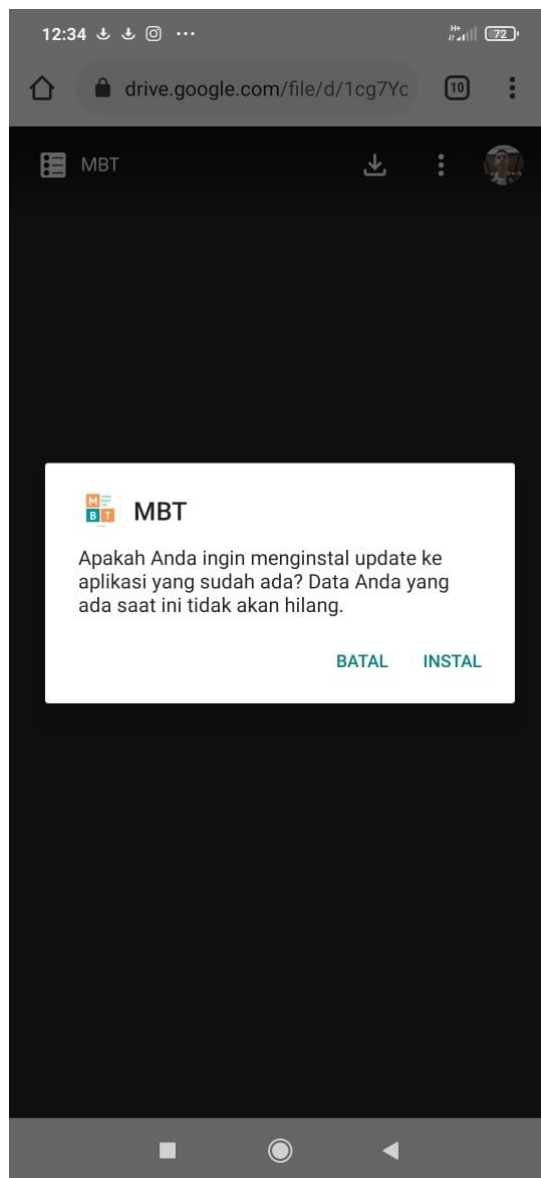 12:34
H+
72
drive.google.com/file/d/1cg7Yc
10
MBT
M
B T
MBT
Apakah Anda ingin menginstal update ke
aplikasi yang sudah ada? Data Anda yang
ada saat ini tidak akan hilang.
BATAL INSTAL